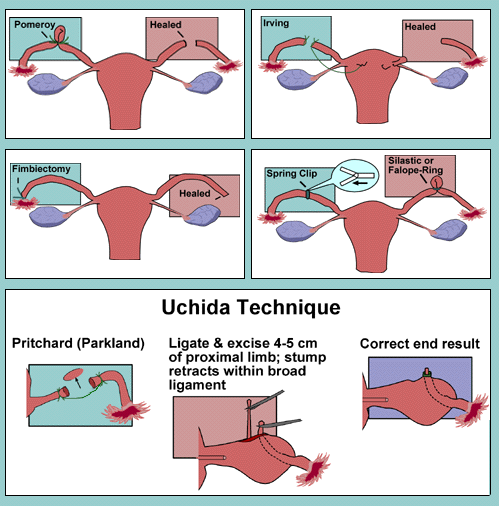 Pomeroy
Healed
Irving
Healed
Fimbiectomy
Healed
Spring Clip
Silastic or
Falope-Ring
Uchida Technique
Pritchard (Parkland)
Ligate & excise 4-5 cm
of proximal limb; stump
retracts within broad
ligament
Correct end result